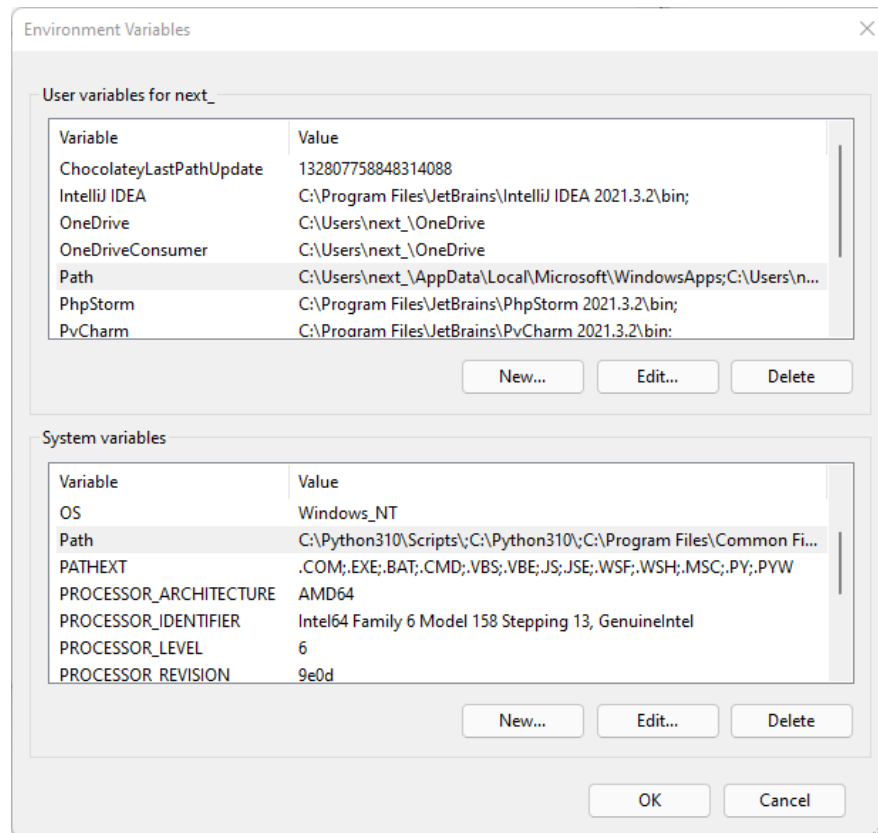 Environment Variables
User variables for next_
Variable Value
ChocolateyLastPathUpdate 132807758848314088
IntelliJ IDEA C:\Program Files\JetBrains\IntelliJ IDEA 2021.3.2\bin;
OneDrive C:\Users\next_\OneDrive
OneDriveConsumer C:\Users\next_\OneDrive
Path C:\Users\next_\AppData\Local\Microsoft\WindowsApps;C:\Users\n...
PhpStorm C:\Program Files\JetBrains\PhpStorm 2021.3.2\bin;
PyCharm C:\Program Files\JetBrains\PyCharm 2021.3.2\bin;
New... Edit... Delete
System variables
Variable Value
OS Windows_NT
Path C:\Python310\Scripts\;C:\Python310\;C:\Program Files\Common Fi...
PATHEXT .COM;.EXE;.BAT;.CMD;.VBS;.VBE;.JS;.JSE;.WSF;.WSH;.MSC;.PY;.PYW
PROCESSOR_ARCHITECTURE AMD64
PROCESSOR_IDENTIFIER Intel64 Family 6 Model 158 Stepping 13, GenuineIntel
PROCESSOR_LEVEL 6
PROCESSOR_REVISION 9e0d
New... Edit... Delete
OK Cancel